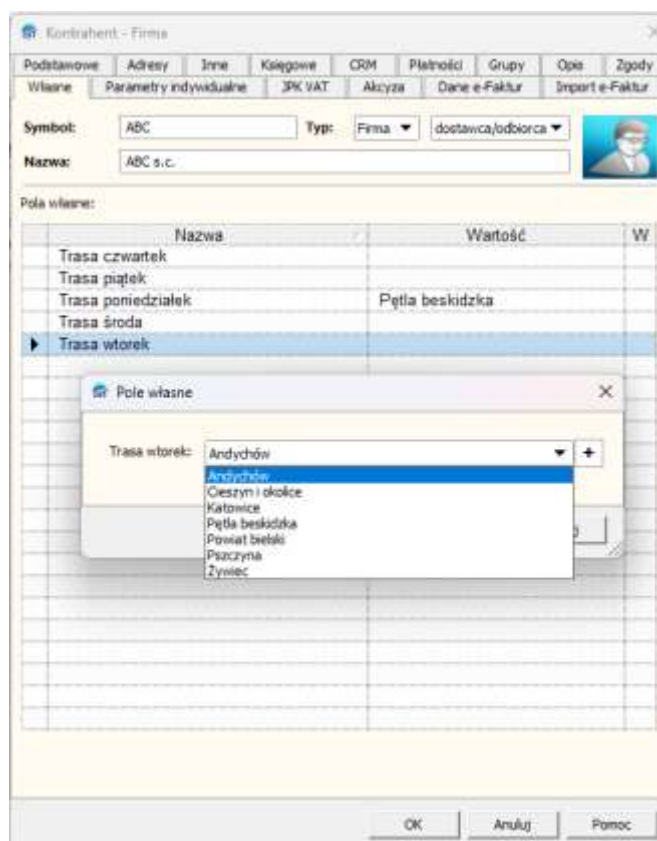 Kontrahent - Firma
Podstawowe Adresy Inne Księgowe CRM Płatności Grupy Opis Zgody
Własne Parametry indywidualne JPK VAT Akcyza Dane e-Faktur Import e-Faktur
Symbol: ABC Typ: Firma dostawca/odbiorca
Nazwa: ABC s.c.
Pola własne:
Nazwa Wartość W
Trasa czwartek
Trasa piątek
Trasa poniedziałek Pętla beskidzka
Trasa środa
Trasa wtorek
Pole własne
Trasa wtorek: Andychów +
Andychów
Cieszyn i okolice
Katowice
Pętla beskidzka
Powiat bielski
Pszczyna
Żywiec
OK Anuluj Pomoc